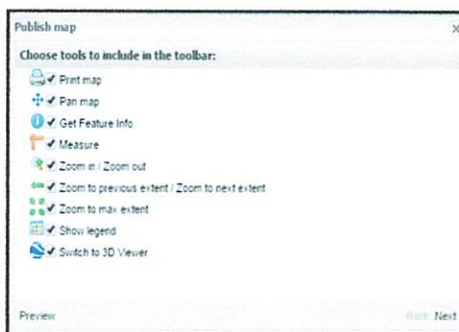 Publish map X
Choose tools to include in the toolbar:
Print map
Pan map
Get Feature Info
Measure
Zoom in / Zoom out
Zoom to previous extent / Zoom to next extent
Zoom to max extent
Show legend
Switch to 3D Viewer
Preview Back Next